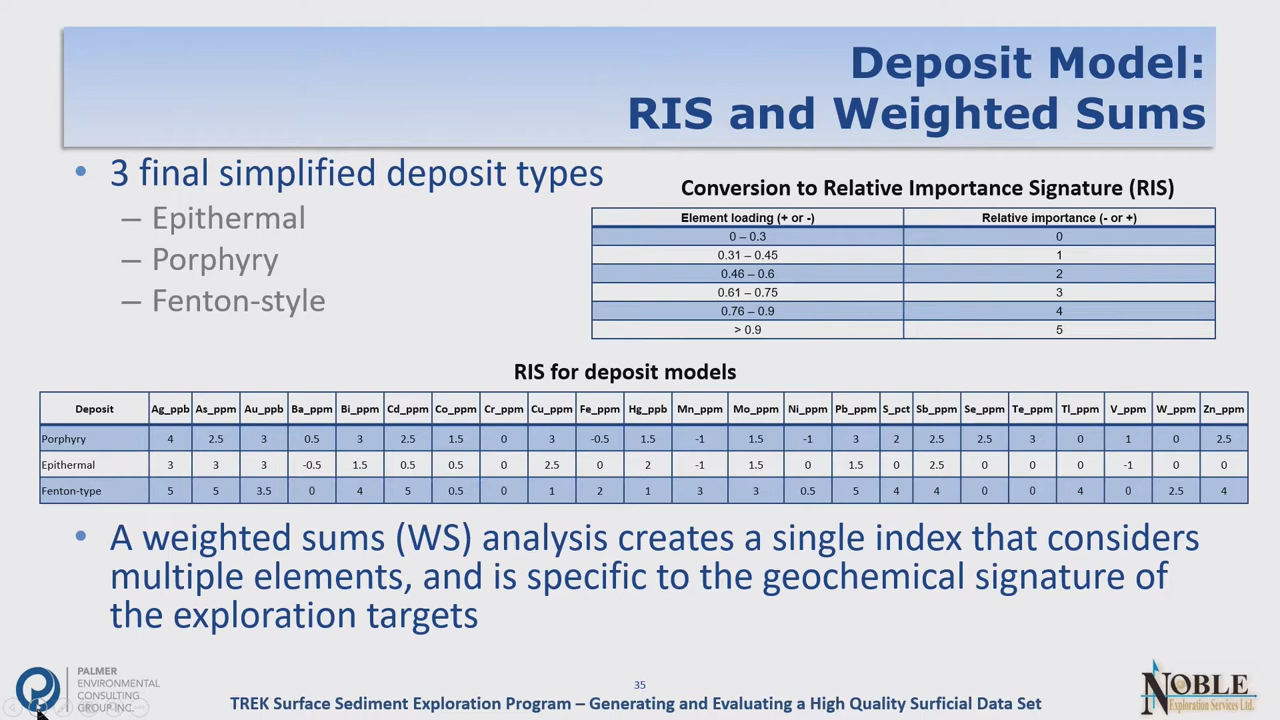 Deposit Model:
RIS and Weighted Sums
• 3 final simplified deposit types
– Epithermal
– Porphyry
– Fenton-style
Conversion to Relative Importance Signature (RIS)
Element loading (+ or -) Relative importance (- or +)
0 – 0.3 0
0.31 – 0.45 1
0.46 – 0.6 2
0.61 – 0.75 3
0.76 – 0.9 4
> 0.9 5
RIS for deposit models
Deposit Ag_ppb As_ppm Au_ppb Ba_ppm Bi_ppm Cd_ppm Co_ppm Cr_ppm Cu_ppm Fe_ppm Hg_ppb Mn_ppm Mo_ppm Ni_ppm Pb_ppm S_pct Sb_ppm Se_ppm Te_ppm Tl_ppm V_ppm W_ppm Zn_ppm
Porphyry 4 2.5 3 0.5 3 2.5 1.5 0 3 -0.5 1.5 -1 1.5 -1 3 2 2.5 2.5 3 0 1 0 2.5
Epithermal 3 3 3 -0.5 1.5 0.5 0.5 0 2.5 0 2 -1 1.5 0 1.5 0 2.5 0 0 0 -1 0 0
Fenton-type 5 5 3.5 0 4 5 0.5 0 1 2 1 3 3 0.5 5 4 4 0 0 4 0 2.5 4
• A weighted sums (WS) analysis creates a single index that considers
multiple elements, and is specific to the geochemical signature of
the exploration targets
PALMER
ENVIRONMENTAL
CONSULTING
GROUP INC.
35
TREK Surface Sediment Exploration Program – Generating and Evaluating a High Quality Surficial Data Set
NOBLE
Exploration Services Ltd.